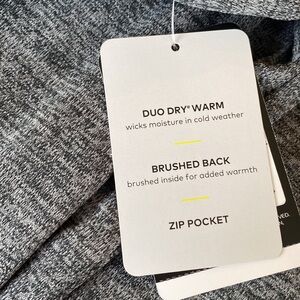 DUO DRY® WARM
wicks moisture in cold weather
BRUSHED BACK
brushed inside for added warmth
ZIP POCKET